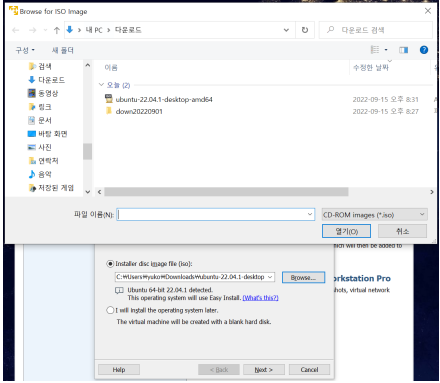 Browse for ISO Image
내 PC > 다운로드
다운로드 검색
구성
새 폴더
이름
수정한 날짜
검색
다운로드
동영상
링크
문서
바탕 화면
사진
연락처
음악
저장된 게임
오늘 (2)
ubuntu-22.04.1-desktop-amd64
2022-09-15 오후 8:31
down20220901
2022-09-15 오후 8:27
파일 이름(N):
CD-ROM images (*.iso)
열기(O)
취소
hich will then be added to
Installer disc image file (iso):
C:₩Users₩yuko₩Downloads₩ubuntu-22.04.1-desktop
Browse...
Ubuntu 64-bit 22.04.1 detected.
This operating system will use Easy Install. (What's this?)
I will install the operating system later.
The virtual machine will be created with a blank hard disk.
rkstation Pro
hots, virtual network
Help
< Back
Next >
Cancel